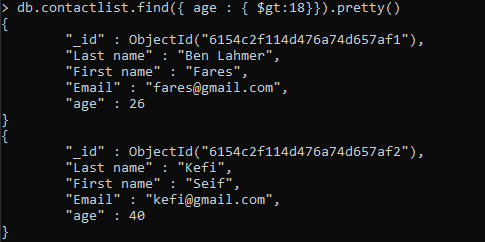 > db.contactlist.find({ age : { $gt:18}}).pretty()
{
        "_id" : ObjectId("6154c2f114d476a74d657af1"),
        "Last name" : "Ben Lahmer",
        "First name" : "Fares",
        "Email" : "fares@gmail.com",
        "age" : 26
}
{
        "_id" : ObjectId("6154c2f114d476a74d657af2"),
        "Last name" : "Kefi",
        "First name" : "Seif",
        "Email" : "kefi@gmail.com",
        "age" : 40
}